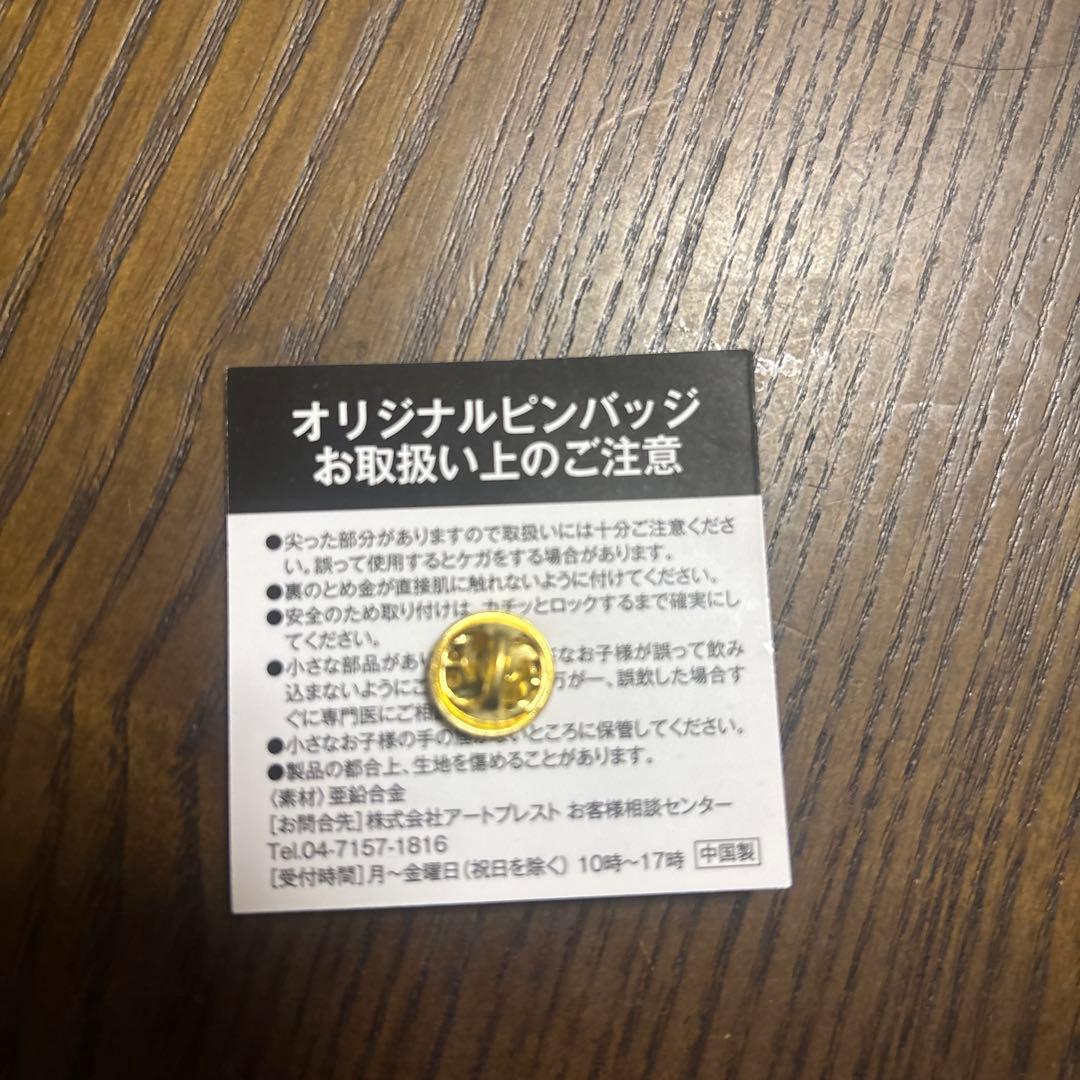 オリジナルピンバッジ
お取扱い上のご注意
●尖った部分がありますので取扱いには十分ご注意くださ
い。誤って使用するとケガをする場合があります。
●裏のとめ金が直接肌に触れないように付けてください。
●安全のため取り付けは、カチッとロックするまで確実にし
てください。
●小さな部品があ なお子様が誤って飲み
込まないようにご 万が一、誤飲した場合す
ぐに専門医にご相
●小さなお子様の手の ところに保管してください。
●製品の都合上、生地を傷めることがあります。
〈素材〉亜鉛合金
[お問合先]株式会社アートプレスト お客様相談センター
Tel.04-7157-1816
[受付時間]月〜金曜日(祝日を除く) 10時〜17時 中国製